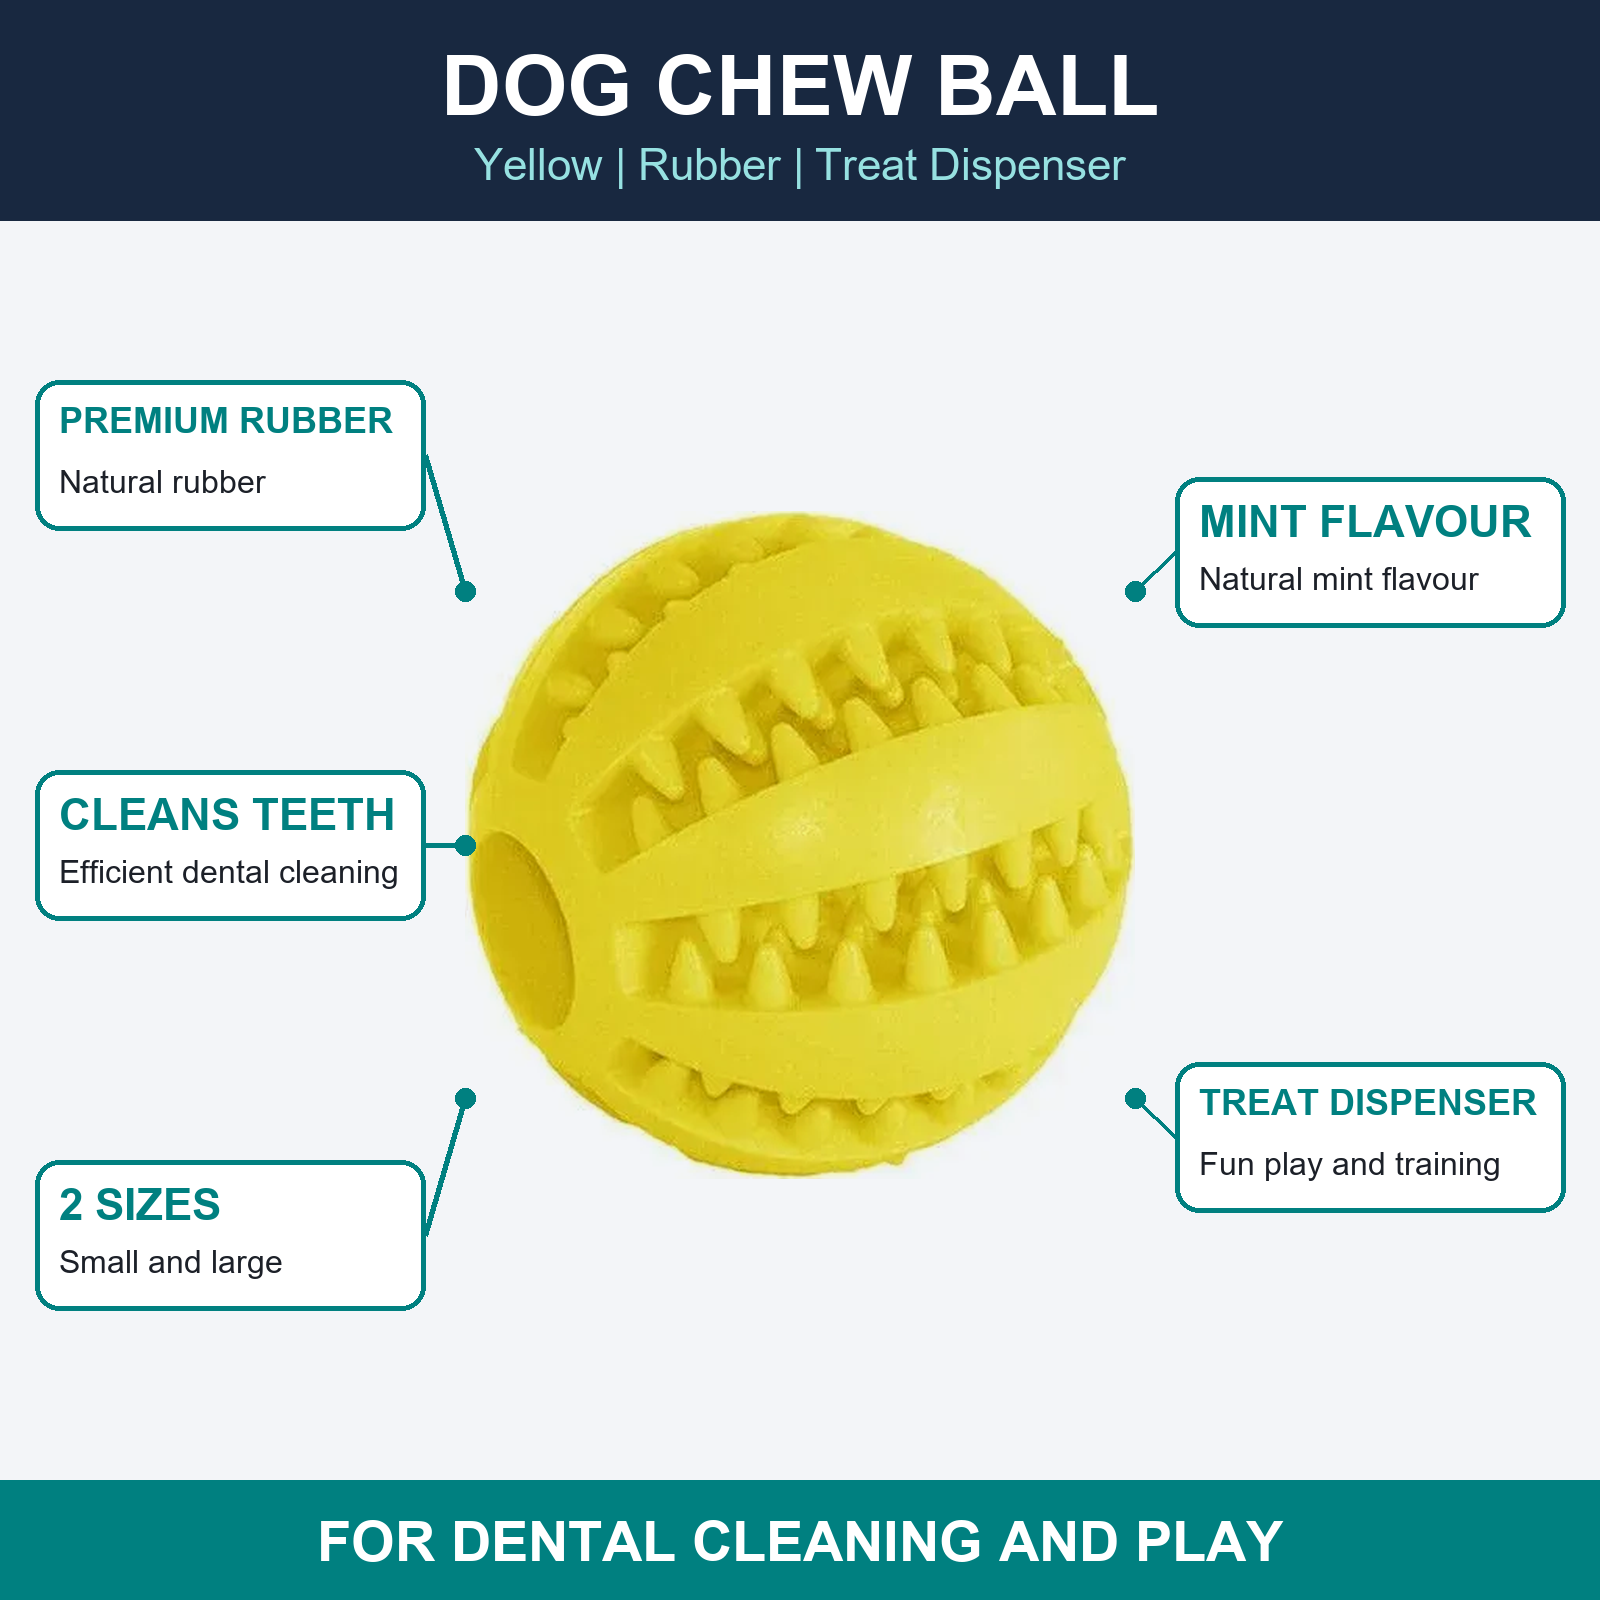 DOG CHEW BALL
Yellow | Rubber | Treat Dispenser
PREMIUM RUBBER
Natural rubber
MINT FLAVOUR
Natural mint flavour
CLEANS TEETH
Efficient dental cleaning
TREAT DISPENSER
Fun play and training
2 SIZES
Small and large
FOR DENTAL CLEANING AND PLAY